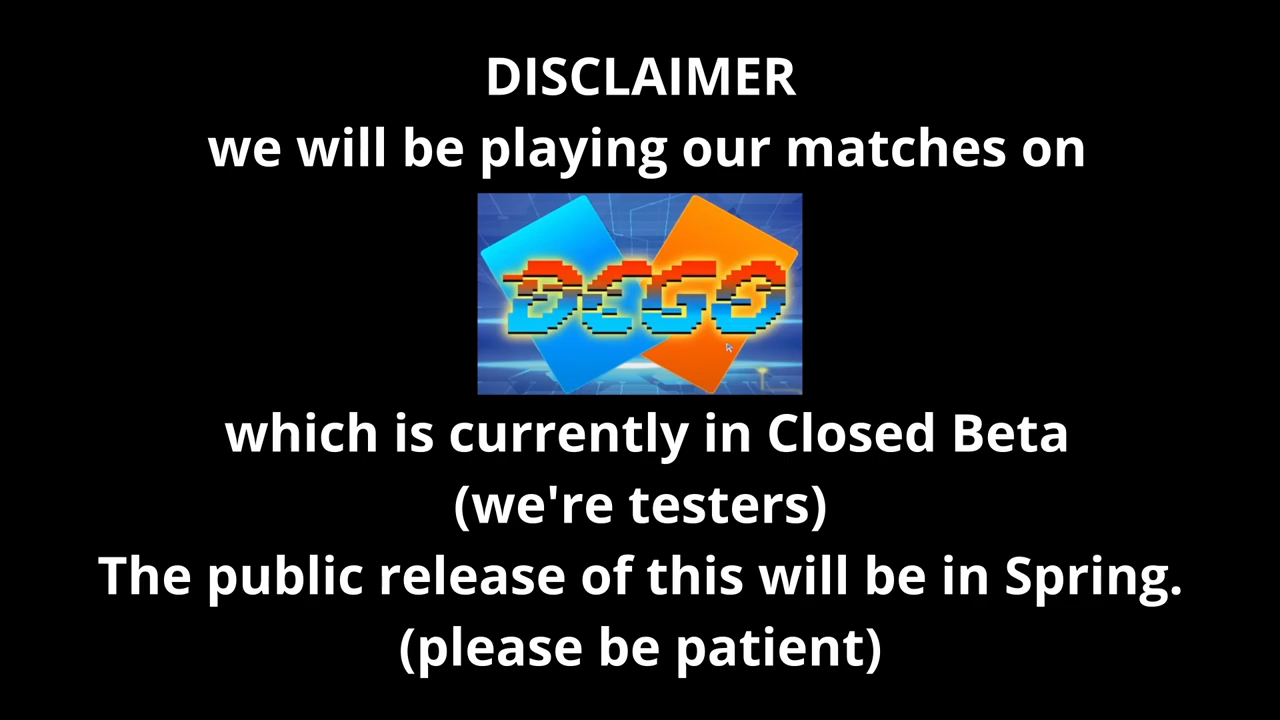 DISCLAIMER
we will be playing our matches on
DCGO
which is currently in Closed Beta
(we're testers)
The public release of this will be in Spring.
(please be patient)